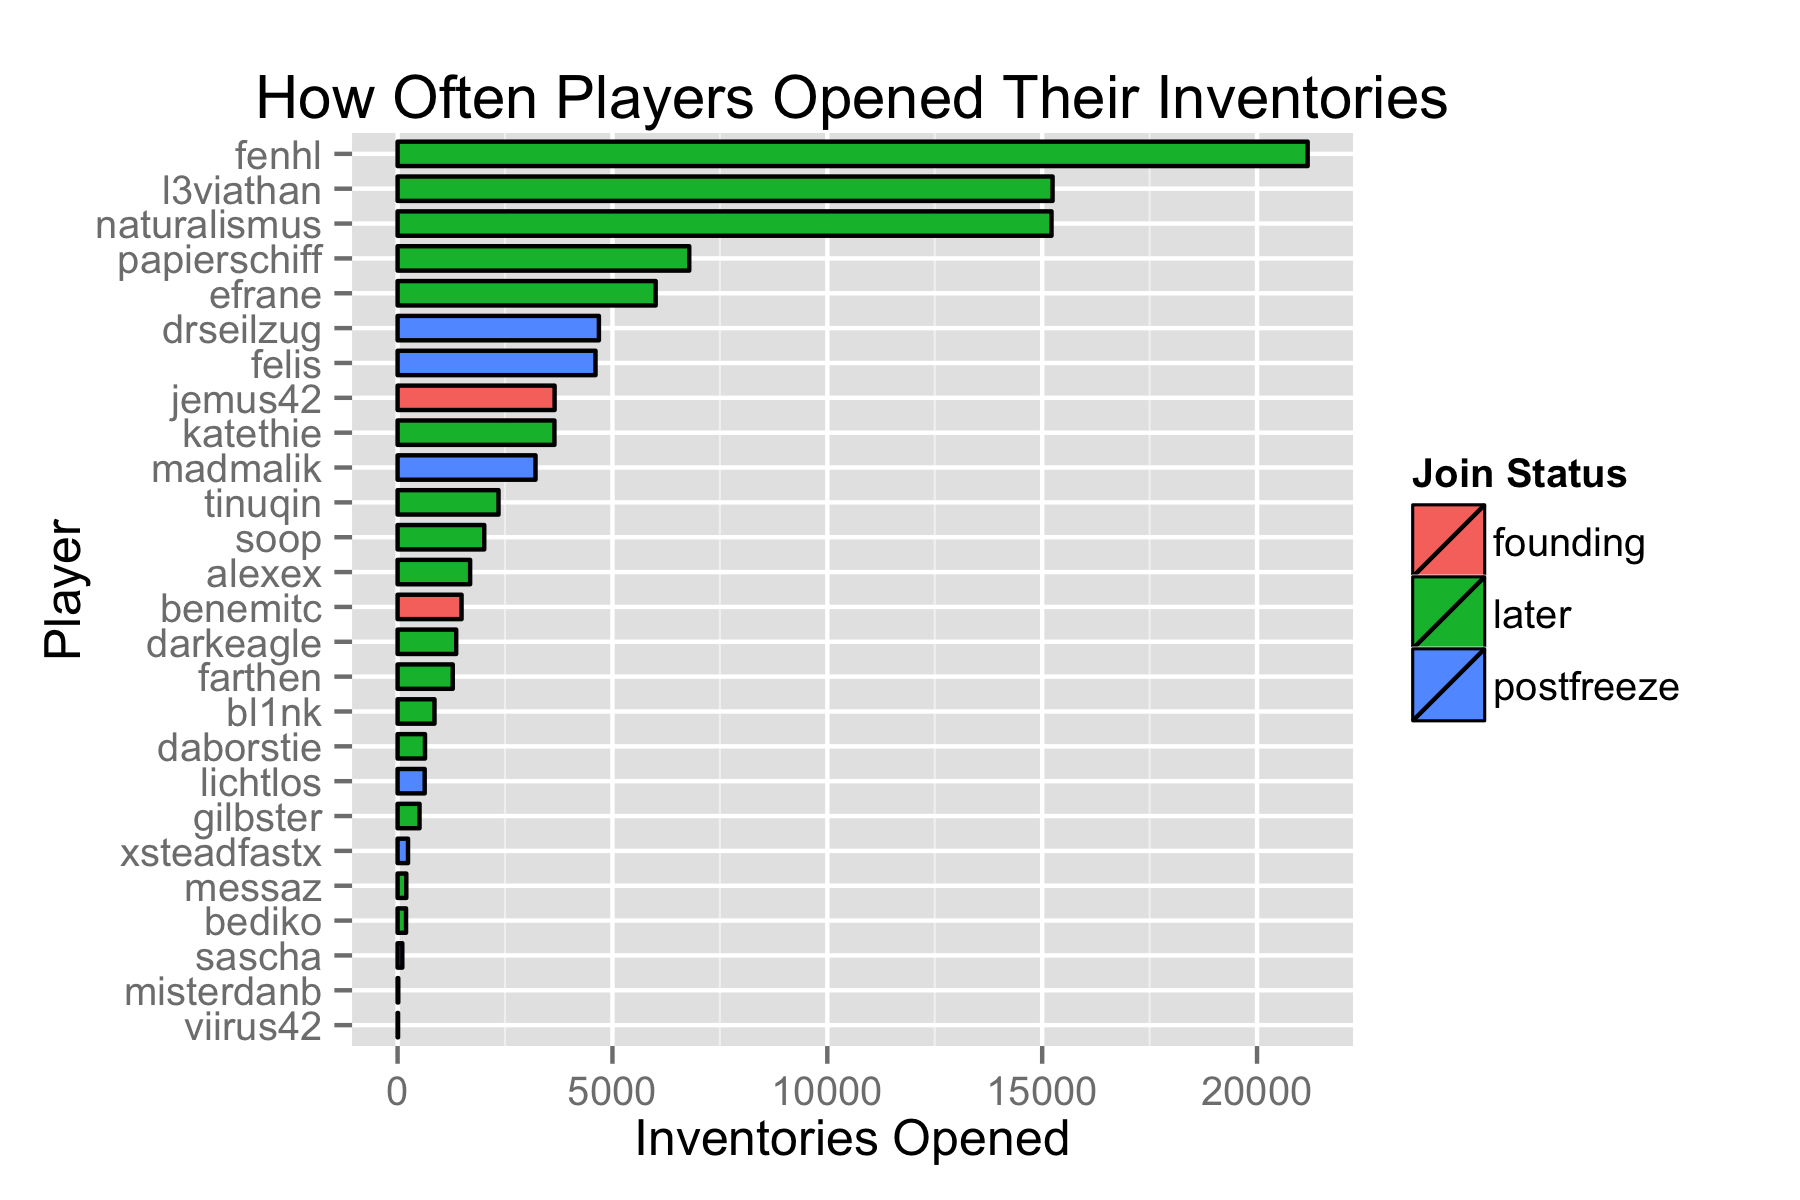 How Often Players Opened Their Inventories
fenhl
l3viathan
naturalismus
papierschiff
efrane
drseilzug
felis
jemus42
katethie
madmalik
tinuqin
soop
alexex
benemitc
darkeagle
farthen
bl1nk
daborstie
lichtlos
gilbster
xsteadfastx
messaz
bediko
sascha
misterdanb
viirus42
Player
0 5000 10000 15000 20000
Inventories Opened
Join Status
founding
later
postfreeze